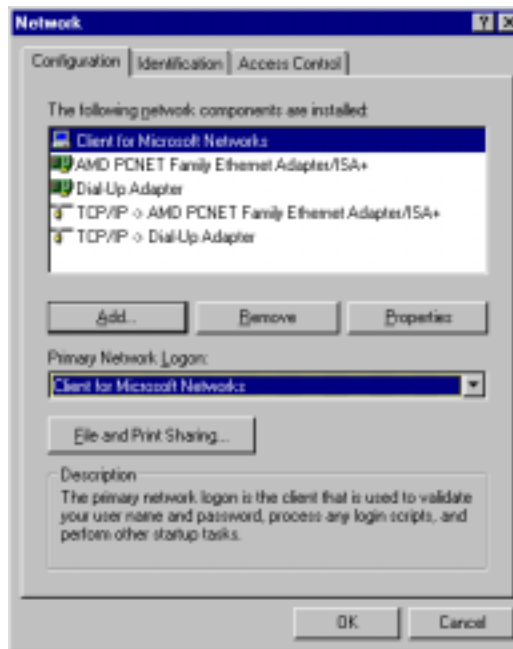 Network
Configuration Identification Access Control
The following network components are installed:
Client for Microsoft Networks
AMD PCNET Family Ethernet Adapter/ISA+
Dial-Up Adapter
TCP/IP -> AMD PCNET Family Ethernet Adapter/ISA+
TCP/IP -> Dial-Up Adapter
Add... Remove Properties
Primary Network Logon:
Client for Microsoft Networks
File and Print Sharing...
Description
The primary network logon is the client that is used to validate
your user name and password, process any login scripts, and
perform other startup tasks.
OK Cancel